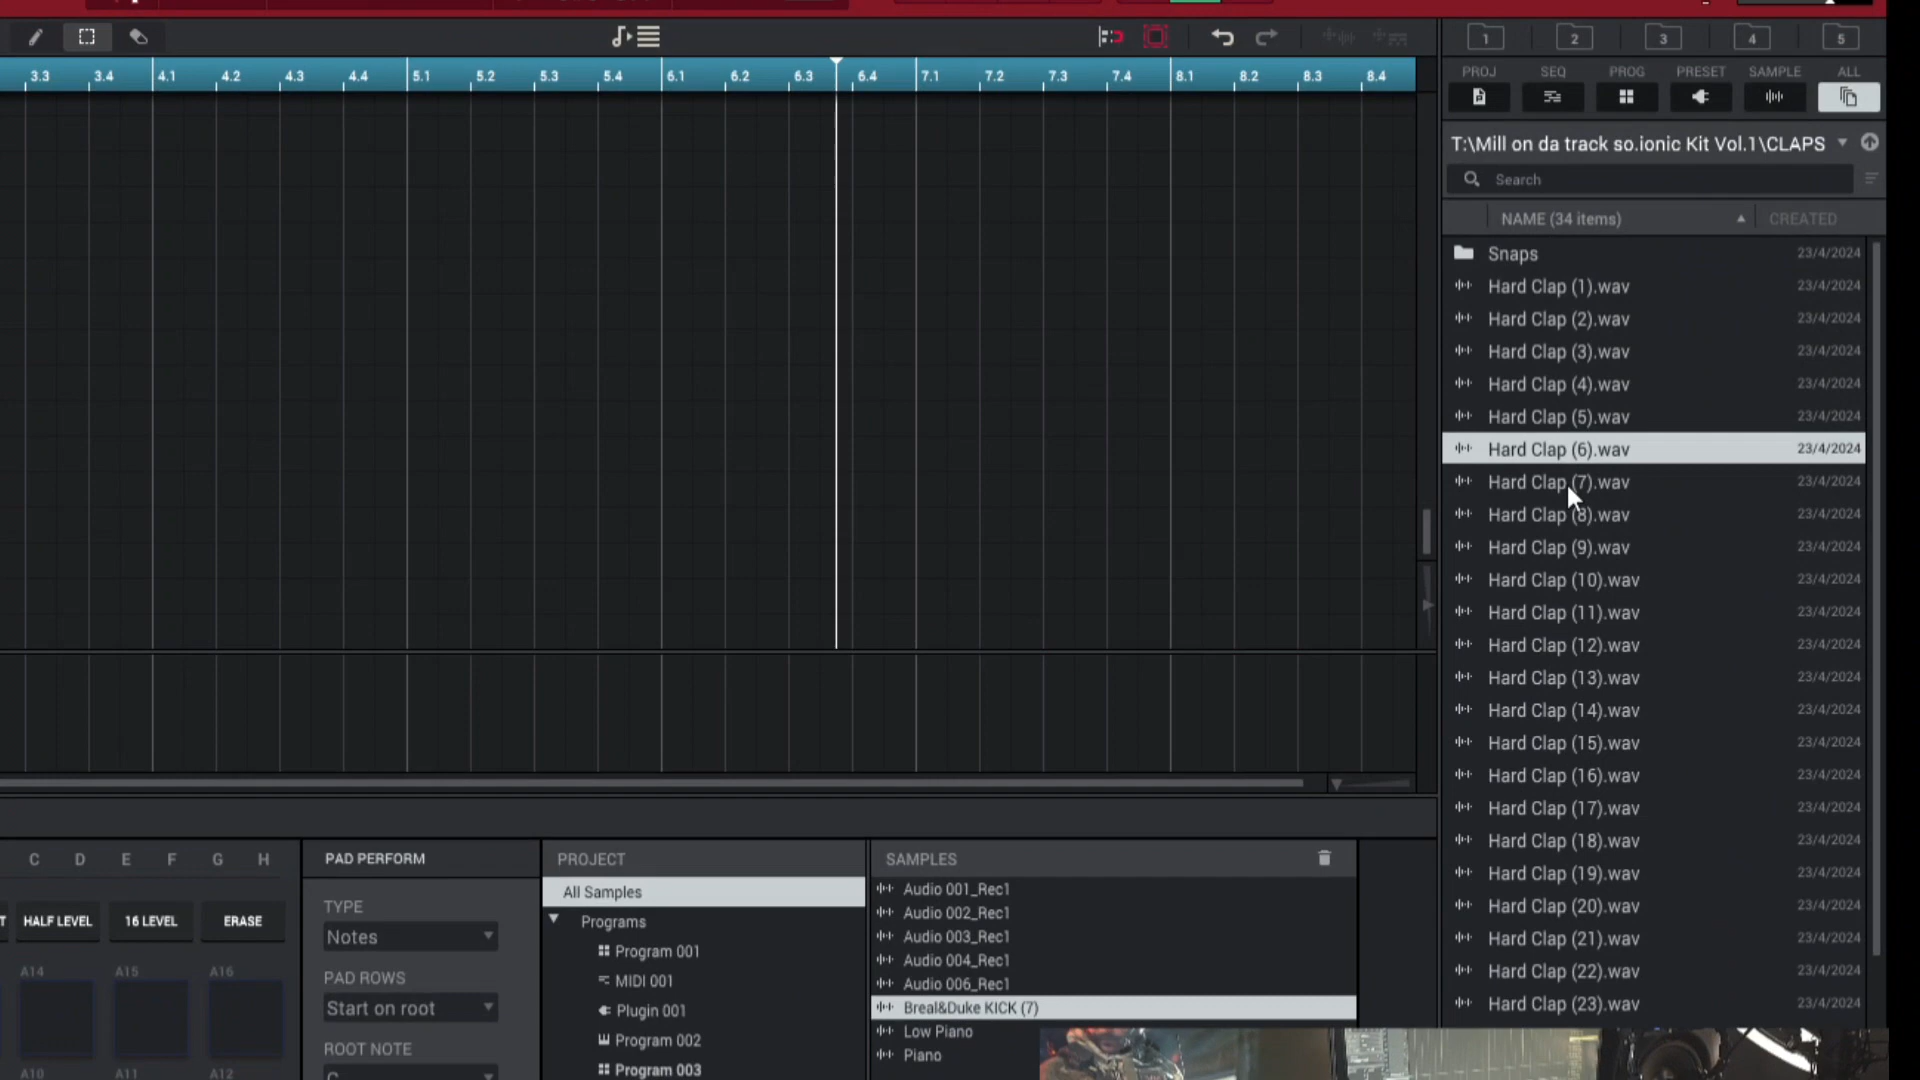 1 2 3 4 5
PROJ SEQ PROG PRESET SAMPLE ALL
3.3 3.4 4.1 4.2 4.3 4.4 5.1 5.2 5.3 5.4 6.1 6.2 6.3 6.4 7.1 7.2 7.3 7.4 8.1 8.2 8.3 8.4
T:\Mill on da track so.ionic Kit Vol.1\CLAPS
Search
NAME (34 items) CREATED
Snaps 23/4/2024
Hard Clap (1).wav 23/4/2024
Hard Clap (2).wav 23/4/2024
Hard Clap (3).wav 23/4/2024
Hard Clap (4).wav 23/4/2024
Hard Clap (5).wav 23/4/2024
Hard Clap (6).wav 23/4/2024
Hard Clap (7).wav 23/4/2024
Hard Clap (8).wav 23/4/2024
Hard Clap (9).wav 23/4/2024
Hard Clap (10).wav 23/4/2024
Hard Clap (11).wav 23/4/2024
Hard Clap (12).wav 23/4/2024
Hard Clap (13).wav 23/4/2024
Hard Clap (14).wav 23/4/2024
Hard Clap (15).wav 23/4/2024
Hard Clap (16).wav 23/4/2024
Hard Clap (17).wav 23/4/2024
Hard Clap (18).wav 23/4/2024
Hard Clap (19).wav 23/4/2024
Hard Clap (20).wav 23/4/2024
Hard Clap (21).wav 23/4/2024
Hard Clap (22).wav 23/4/2024
Hard Clap (23).wav 23/4/2024
C D E F G H
T HALF LEVEL 16 LEVEL ERASE
A14 A15 A16
A10 A11 A12
PAD PERFORM
TYPE
Notes
PAD ROWS
Start on root
ROOT NOTE
C
PROJECT
All Samples
Programs
Program 001
MIDI 001
Plugin 001
Program 002
Program 003
SAMPLES
Audio 001_Rec1
Audio 002_Rec1
Audio 003_Rec1
Audio 004_Rec1
Audio 006_Rec1
Breal&Duke KICK (7)
Low Piano
Piano